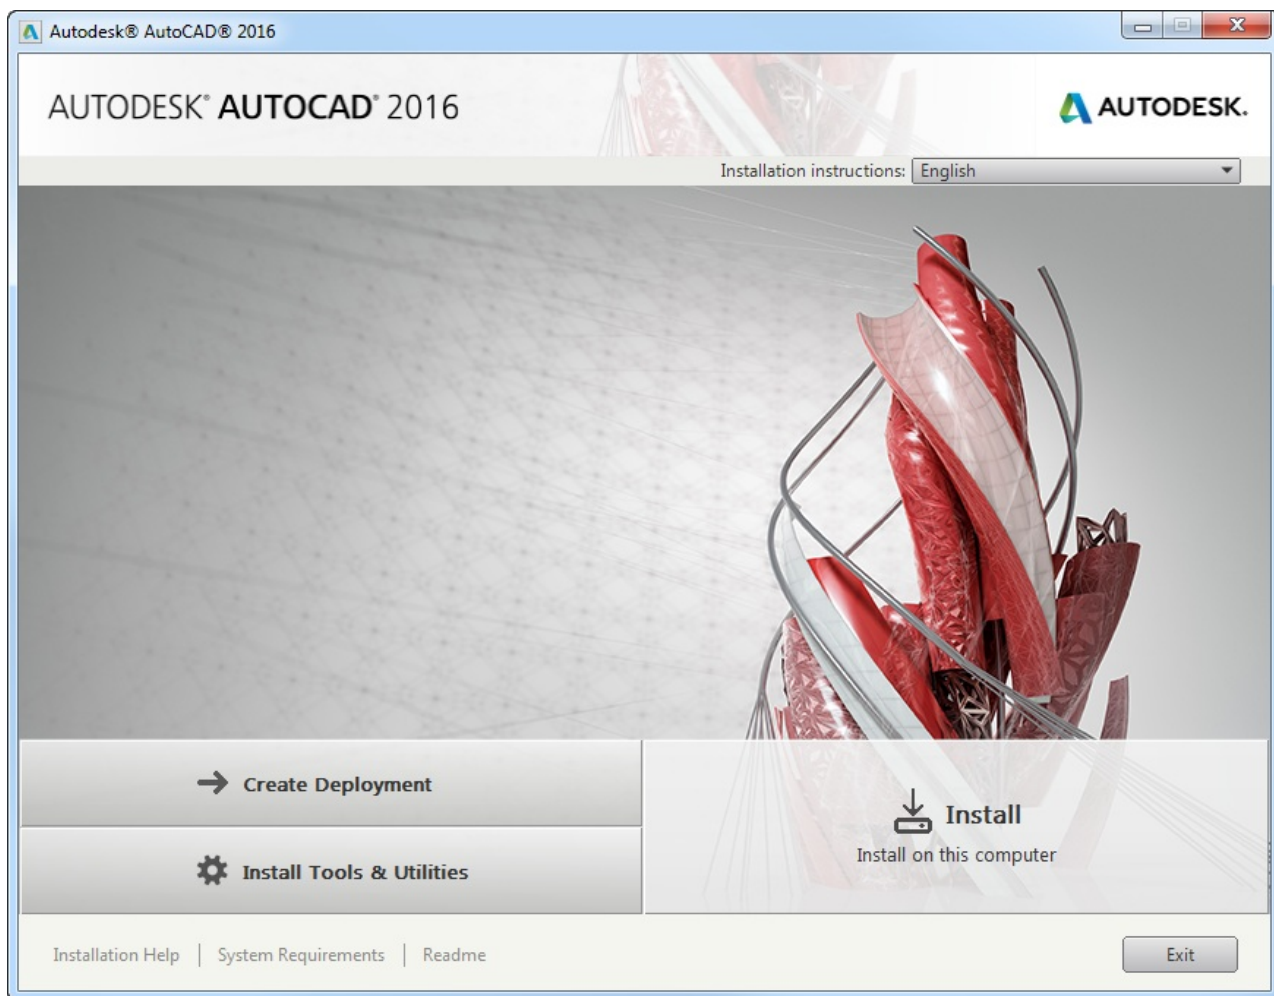 Autodesk® AutoCAD® 2016
AUTODESK® AUTOCAD® 2016
AUTODESK.
Installation instructions: English
Create Deployment
Install
Install on this computer
Install Tools & Utilities
Installation Help | System Requirements | Readme
Exit